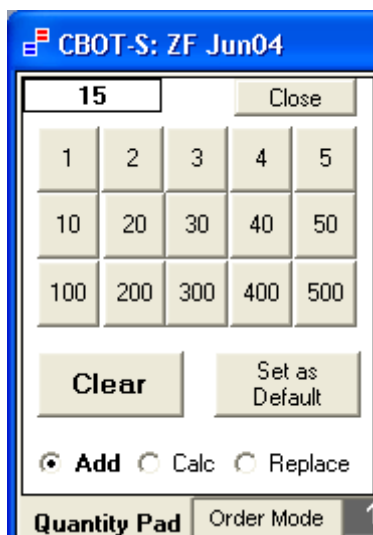 CBOT-S: ZF Jun04
15 Close
1 2 3 4 5
10 20 30 40 50
100 200 300 400 500
Clear Set as
Default
Add Calc Replace
Quantity Pad Order Mode